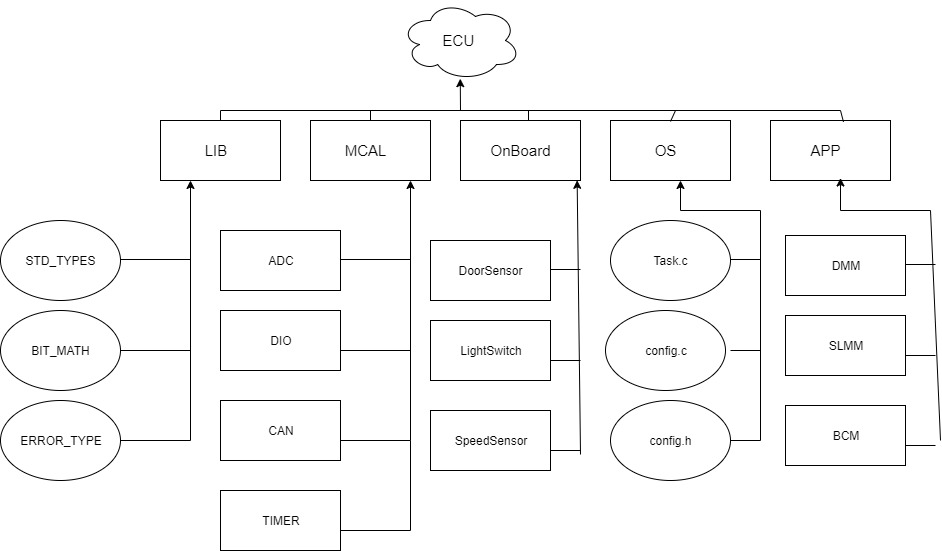 ECU
LIB
MCAL
OnBoard
OS
APP
STD_TYPES
BIT_MATH
ERROR_TYPE
ADC
DIO
CAN
TIMER
DoorSensor
LightSwitch
SpeedSensor
Task.c
config.c
config.h
DMM
SLMM
BCM